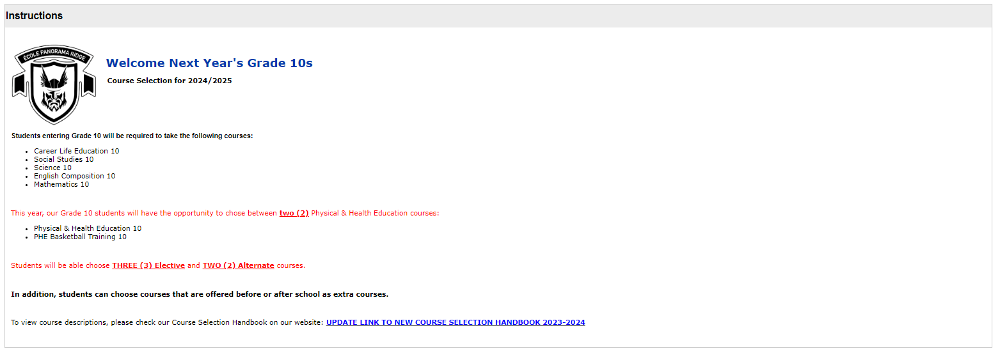 Instructions
ÉCOLE PANORAMA RIDGE
Welcome Next Year's Grade 10s
Course Selection for 2024/2025
Students entering Grade 10 will be required to take the following courses:
Career Life Education 10
Social Studies 10
Science 10
English Composition 10
Mathematics 10
This year, our Grade 10 students will have the opportunity to chose between two (2) Physical & Health Education courses:
Physical & Health Education 10
PHE Basketball Training 10
Students will be able choose THREE (3) Elective and TWO (2) Alternate courses.
In addition, students can choose courses that are offered before or after school as extra courses.
To view course descriptions, please check our Course Selection Handbook on our website: UPDATE LINK TO NEW COURSE SELECTION HANDBOOK 2023-2024